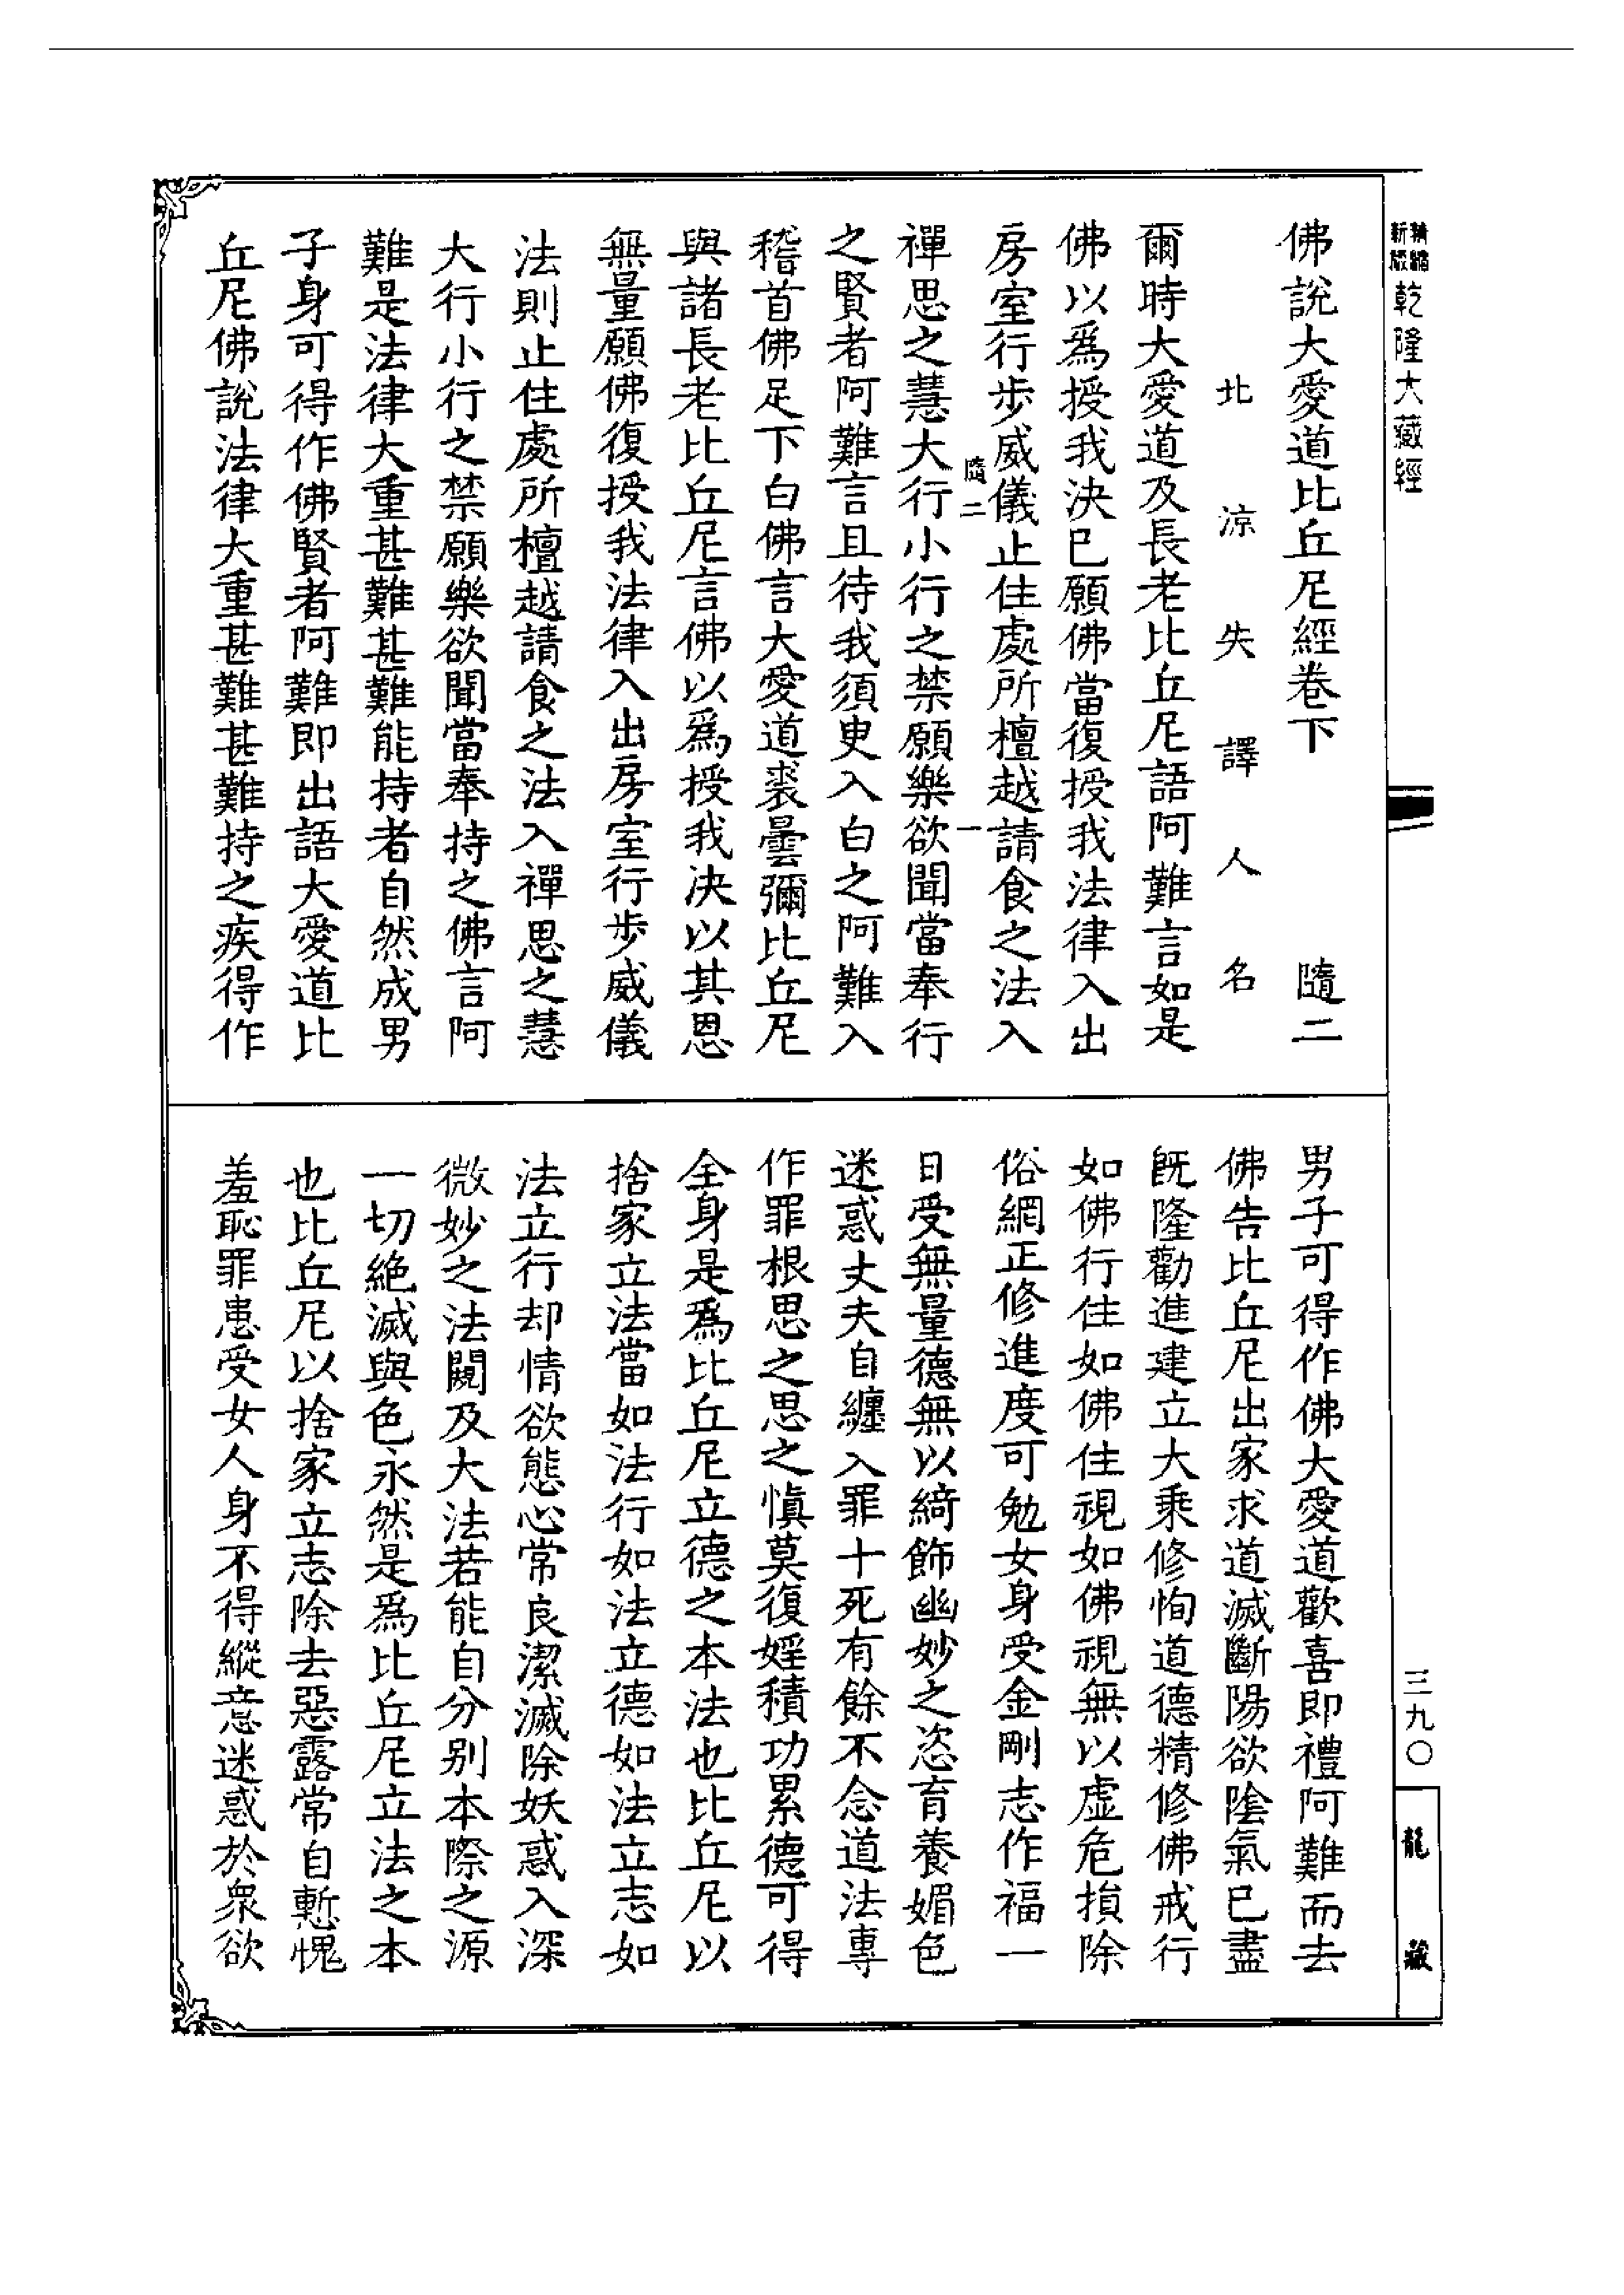 精縮新版乾隆大藏經
佛說大愛道比丘尼經卷下 隨二
北涼失譯人名
爾時大愛道及長老比丘尼語阿難言如是
佛以為授我決已願佛當復授我法律入出
房室行步威儀止住處所檀越請食之法入
隨二 一
禪思之慧大行小行之禁願樂欲聞當奉行
之賢者阿難言且待我須臾入白之阿難入
稽首佛足下白佛言大愛道裘曇彌比丘尼
與諸長老比丘尼言佛以為授我決以其恩
無量願佛復授我法律入出房室行步威儀
法則止住處所檀越請食之法入禪思之慧
大行小行之禁願樂欲聞當奉持之佛言阿
難是法律大重甚難甚難能持者自然成男
子身可得作佛賢者阿難即出語大愛道比
丘尼佛說法律大重甚難甚難持之疾得作
男子可得作佛大愛道歡喜即禮阿難而去
佛告比丘尼出家求道滅斷陽欲陰氣已盡
既隆勸進建立大乘修恂道德精修佛戒行
如佛行住如佛住視如佛視無以虛危損除
俗網正修進度可勉女身受金剛志作福一
日受無量德無以綺飾幽妙之恣育養媚色
迷惑丈夫自纏入罪十死有餘不念道法專
作罪根思之思之慎莫復婬積功累德可得
全身是為比丘尼立德之本法也比丘尼以
捨家立法當如法行如法立德如法立志如
法立行却情欲態心常良潔滅除妖惑入深
微妙之法闚及大法若能自分別本際之源
一切絕滅與色永然是為比丘尼立法之本
也比丘尼以捨家立志除去惡露常自慙愧
羞恥罪患受女人身不得縱意迷惑於眾欲
三九〇
龍藏